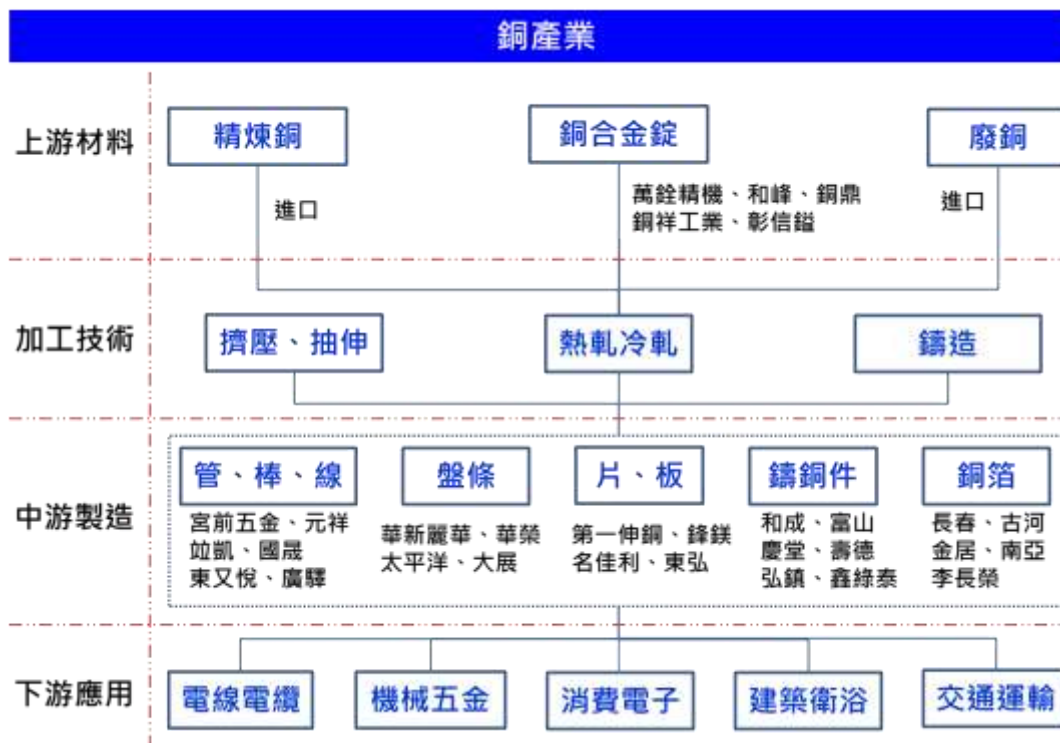 銅產業
上游材料
精煉銅
銅合金錠
廢銅
進口
萬銓精機、和峰、銅鼎
銅祥工業、彰信鎰
進口
加工技術
擠壓、抽伸
熱軋冷軋
鑄造
中游製造
管、棒、線
盤條
片、板
鑄銅件
銅箔
宮前五金、元祥
竝凱、國晟
東又悅、廣驛
華新麗華、華榮
太平洋、大展
第一伸銅、鋒鎂
名佳利、東弘
和成、富山
慶堂、壽德
弘鎮、鑫綠泰
長春、古河
金居、南亞
李長榮
下游應用
電線電纜
機械五金
消費電子
建築衛浴
交通運輸